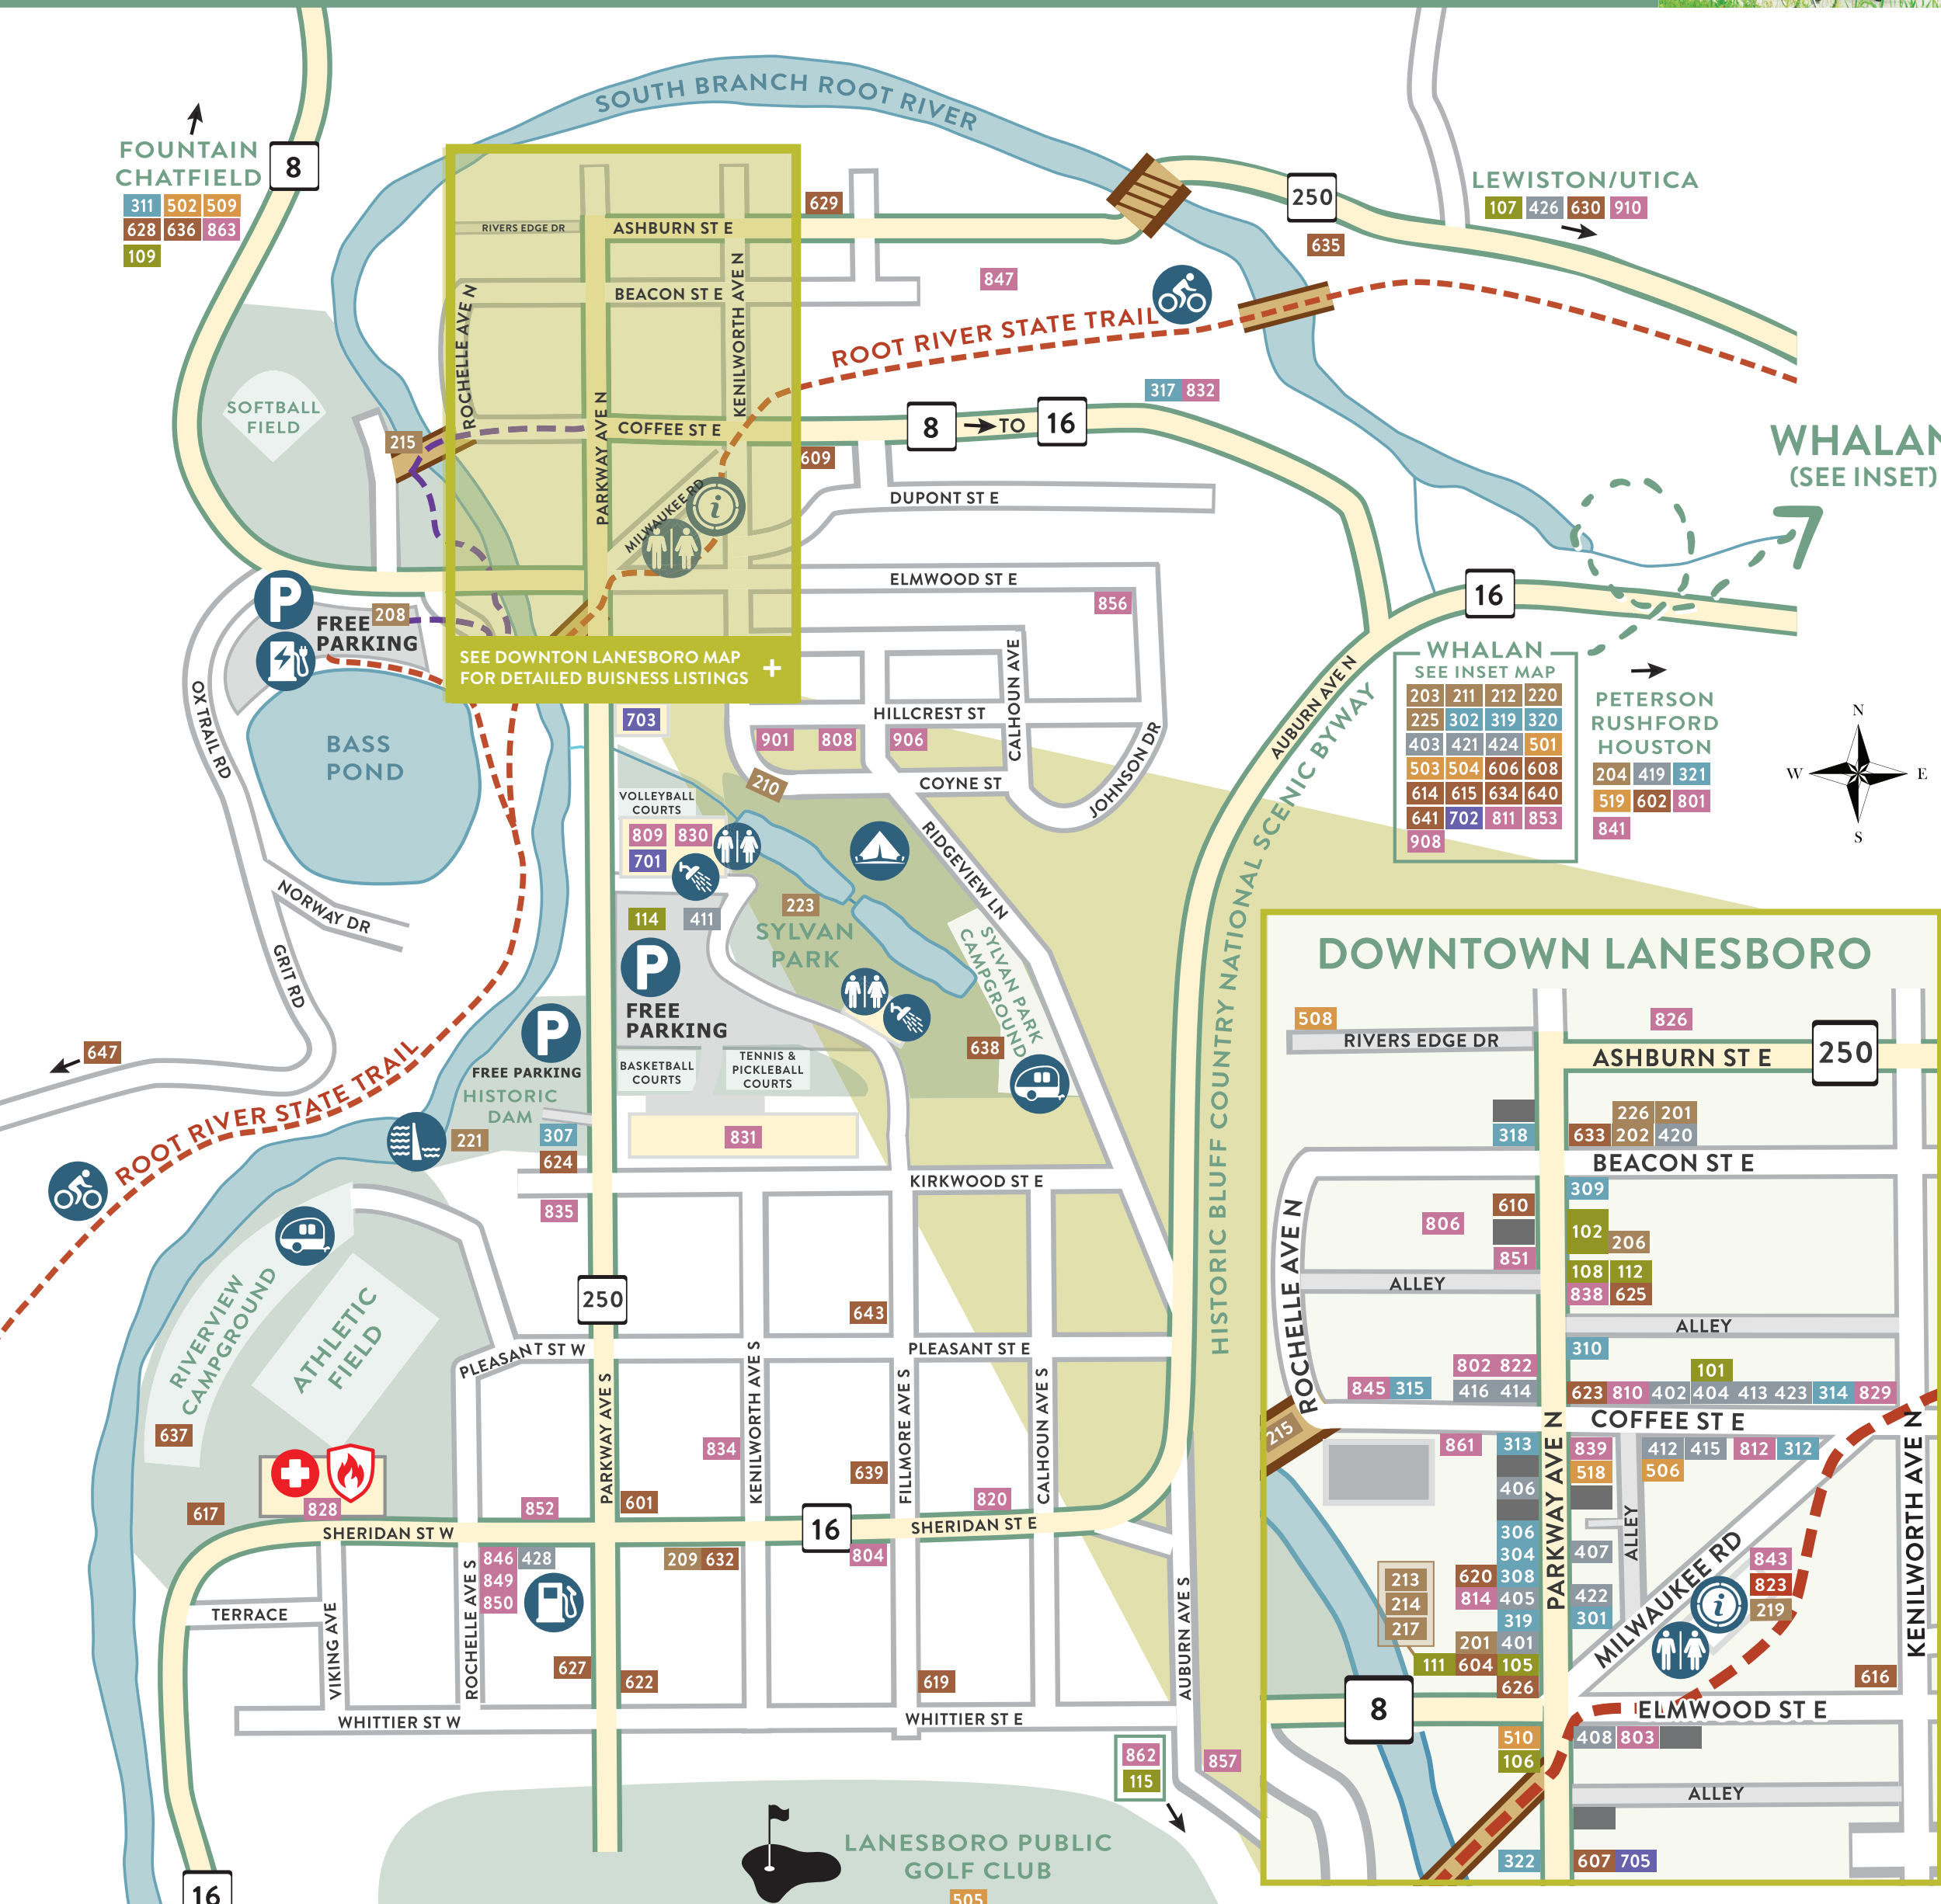 SOUTH BRANCH ROOT RIVER
FOUNTAIN
CHATFIELD
311 502 509
628 636 863
109
8
250
LEWISTON/UTICA
107 426 630 910
629
635
RIVERS EDGE DR
ASHBURN ST E
BEACON ST E
847
ROCHELLE AVE N
KENILWORTH AVE N
PARKWAY AVE N
ROOT RIVER STATE TRAIL
317 832
SOFTBALL
FIELD
215
COFFEE ST E
8 TO 16
609
MILWAUKEE RD
i
DUPONT ST E
WHALAN
(SEE INSET)
ELMWOOD ST E
856
16
P
FREE
PARKING
208
SEE DOWNTON LANESBORO MAP
FOR DETAILED BUISNESS LISTINGS
+
WHALAN
SEE INSET MAP
203 211 212 220
225 302 319 320
403 421 424 501
503 504 606 608
614 615 634 640
641 702 811 853
908
PETERSON
RUSHFORD
HOUSTON
204 419 321
519 602 801
841
N
W E
S
AUBURN AVE N
HISTORIC BLUFF COUNTRY NATIONAL SCENIC BYWAY
OX TRAIL RD
BASS
POND
703
HILLCREST ST
CALHOUN AVE
901 808 906
COYNE ST
JOHNSON DR
210
VOLLEYBALL
COURTS
809 830
701
RIDGEVIEW LN
NORWAY DR
GRIT RD
114 411
223
SYLVAN
PARK
P
FREE
PARKING
SYLVAN PARK
CAMPGROUND
638
P
FREE PARKING
BASKETBALL
COURTS
TENNIS &
PICKLEBALL
COURTS
HISTORIC
DAM
647
ROOT RIVER STATE TRAIL
221
307
624
831
KIRKWOOD ST E
835
RIVERVIEW
CAMPGROUND
ATHLETIC
FIELD
250
643
PLEASANT ST W
PLEASANT ST E
PARKWAY AVE S
KENILWORTH AVE S
FILLMORE AVE S
CALHOUN AVE S
637
834
639
617
828
852
601
820
SHERIDAN ST W
16
SHERIDAN ST E
846 428
849
850
209 632
804
TERRACE
VIKING AVE
ROCHELLE AVE S
AUBURN AVE S
627
622
619
WHITTIER ST W
WHITTIER ST E
862
115
857
LANESBORO PUBLIC
GOLF CLUB
505
16
DOWNTOWN LANESBORO
508
826
RIVERS EDGE DR
ASHBURN ST E
250
226 201
318
633 202 420
BEACON ST E
309
610
806
102
206
851
108 112
ALLEY
838 625
ROCHELLE AVE N
ALLEY
310
802 822
101
845 315
416 414
623 810 402 404 413 423 314 829
COFFEE ST E
215
861 313
839
412 415 812 312
518
506
406
PARKWAY AVE N
ALLEY
KENILWORTH AVE N
306
304
407
620 308
213
214
217
814 405
422
319
301
201 401
111 604 105
626
MILWAUKEE RD
843
823
219
i
616
8
ELMWOOD ST E
510
408 803
106
ALLEY
322
607 705